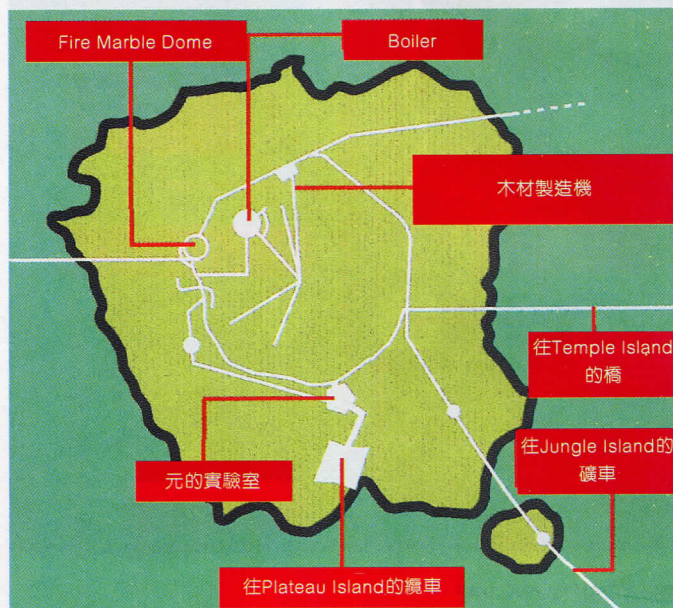 Fire Marble Dome
Boiler
木材製造機
往Temple Island
的橋
往Jungle Island的
礦車
元的實驗室
往Plateau Island的纜車